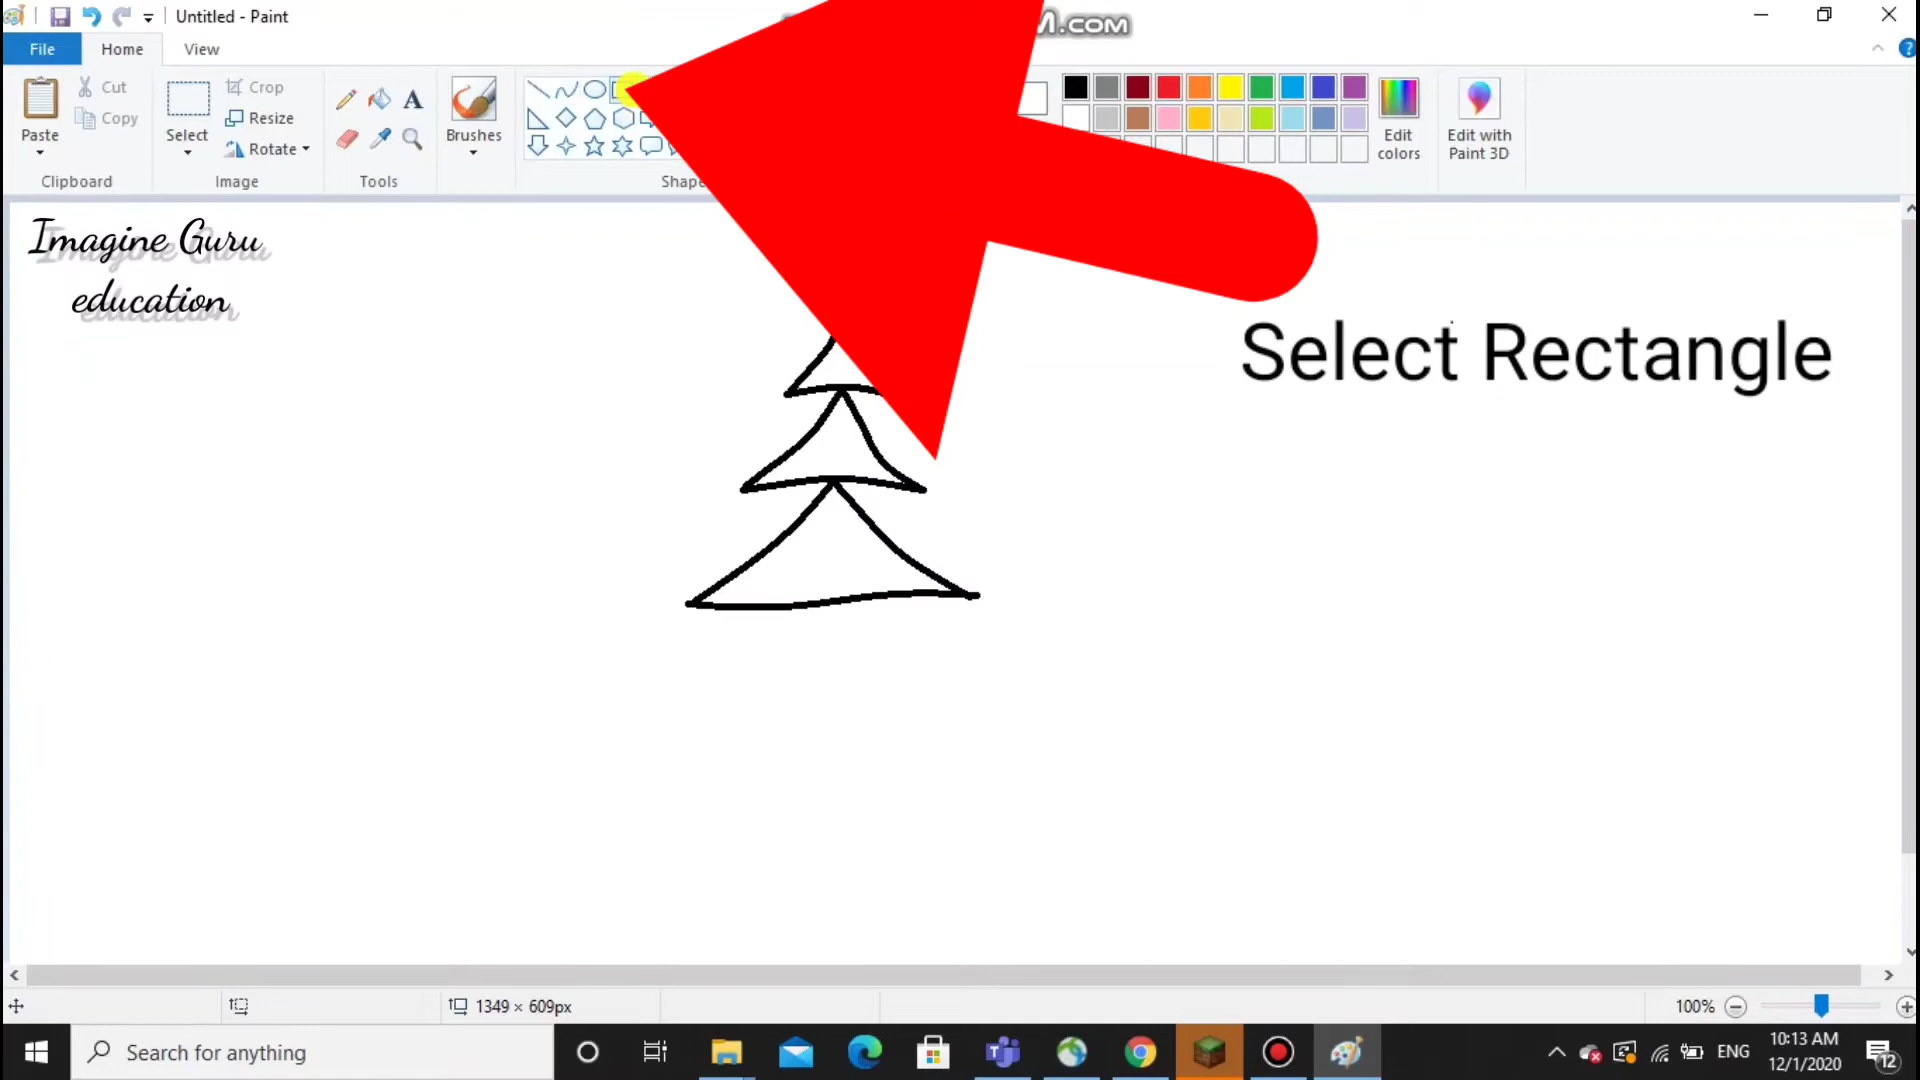 Untitled - Paint
M.COM
File Home View
Paste
Cut
Copy
Clipboard
Select
Crop
Resize
Rotate
Image
Tools
Brushes
Shape
Edit colors
Edit with Paint 3D
Imagine Guru
education
Select Rectangle
1349 × 609px
100%
Search for anything
ENG
10:13 AM
12/1/2020
12